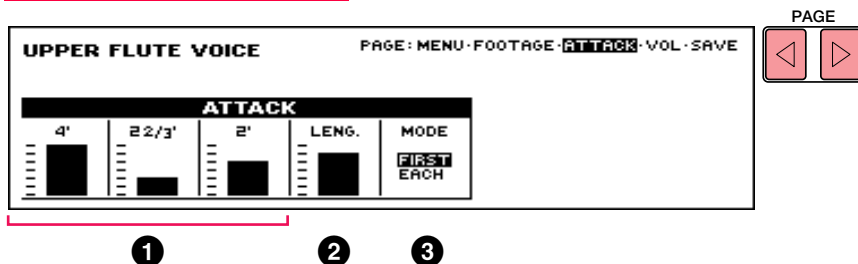 PAGE
UPPER FLUTE VOICE
PAGE: MENU·FOOTAGE·ATTACK·VOL·SAVE
ATTACK
4' 2 2/3' 2' LENG. MODE
FIRST
EACH
1 2 3